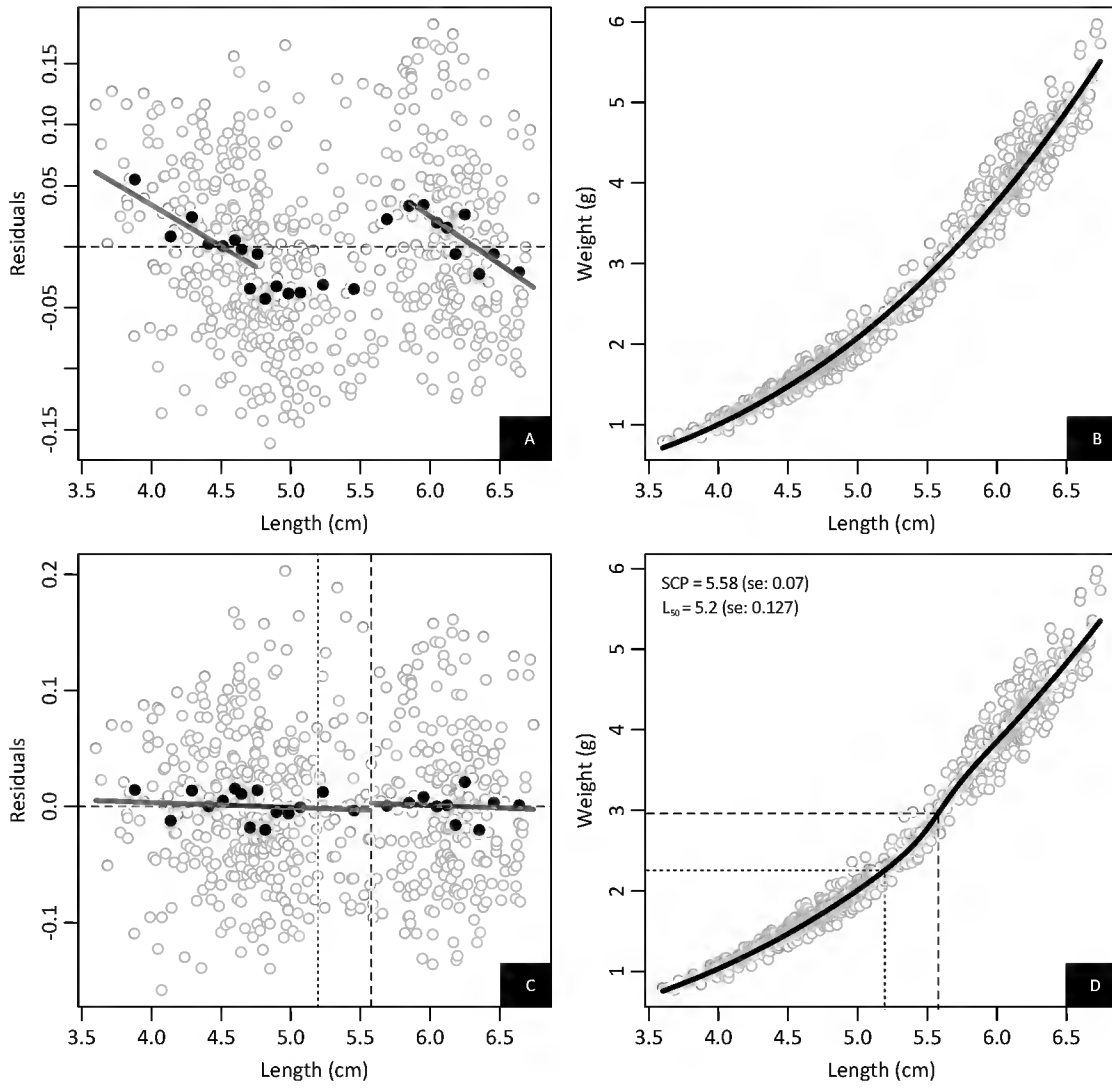 Residuals
0.15
0.10
0.05
-0.05
-0.15
3.5 4.0 4.5 5.0 5.5 6.0 6.5
Length (cm)
A
Weight (g)
6
5
4
3
2
1
3.5 4.0 4.5 5.0 5.5 6.0 6.5
Length (cm)
B
Residuals
0.2
0.1
0.0
-0.1
3.5 4.0 4.5 5.0 5.5 6.0 6.5
Length (cm)
C
Weight (g)
6
5
4
3
2
1
SCP = 5.58 (se: 0.07)
L₅₀ = 5.2 (se: 0.127)
3.5 4.0 4.5 5.0 5.5 6.0 6.5
Length (cm)
D